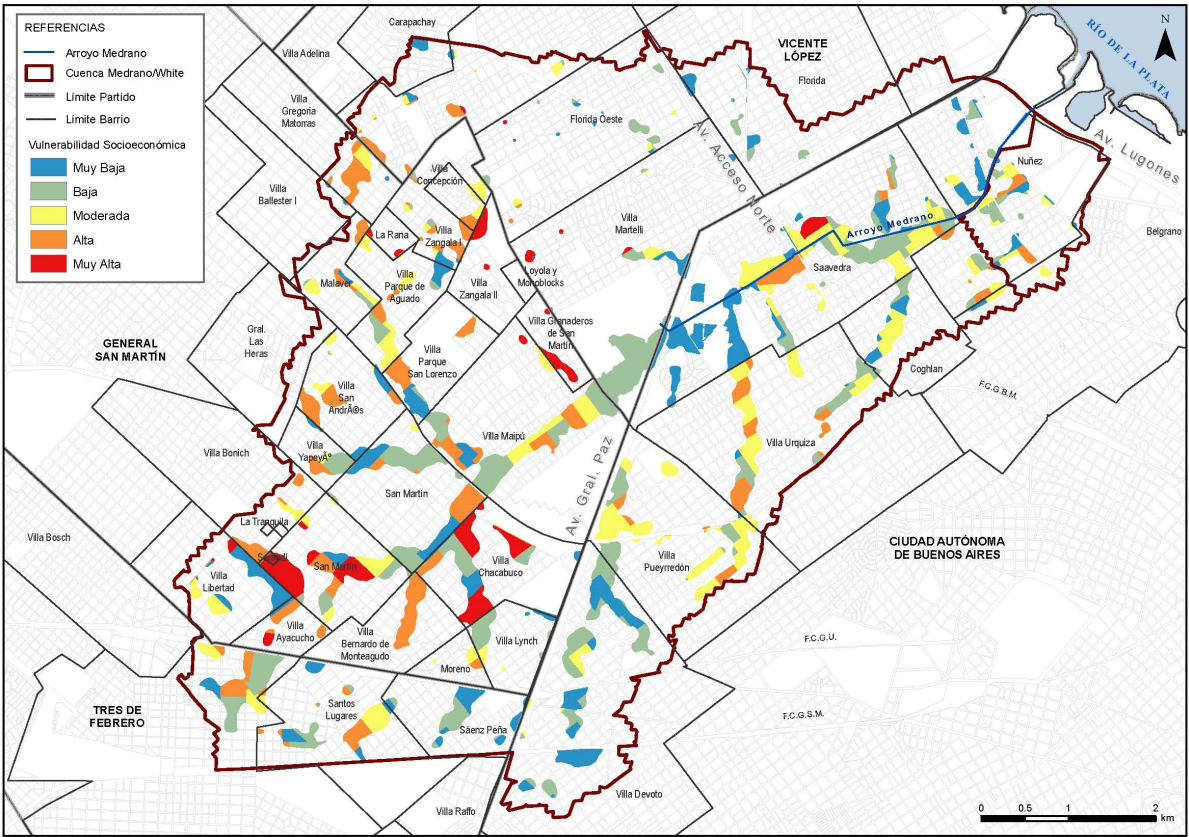 REFERENCIAS
Arroyo Medrano
Cuenca Medrano/White
Límite Partido
Límite Barrio
Vulnerabilidad Socioeconómica
Muy Baja
Baja
Moderada
Alta
Muy Alta
Carapachay
Villa Adelina
VICENTE
LÓPEZ
Florida
N
RÍO DE LA PLATA
Villa
Gregoria
Matorras
Florida Oeste
Av. Acceso Norte
Av. Lugones
Nuñez
Villa
Concepción
Villa
Ballester I
Villa
Martelli
Arroyo Medrano
Belgrano
La Rana
Villa
Zangala I
Saavedra
Loyola y
Monoblocks
Malaver
Villa
Parque de
Aguado
Villa
Zangala II
Villa Granaderos
de San
Martín
GENERAL
SAN MARTÍN
Gral.
Las
Heras
Villa
Parque
San Lorenzo
Coghlan
F.C.G.B.M.
Villa
San
AndrÃ©s
Villa Maipú
Villa Urquiza
Villa Bonich
Villa
YapeyÃº
Av. Gral. Paz
San Martín
La Tranquila
Villa Bosch
CIUDAD AUTÓNOMA
DE BUENOS AIRES
San Martín
Villa
Chacabuco
Villa
Pueyrredón
Villa
Libertad
Villa
Ayacucho
Villa
Bernardo de
Monteagudo
Villa Lynch
F.C.G.U.
Moreno
TRES DE
FEBRERO
Santos
Lugares
Sáenz Peña
F.C.G.S.M.
Villa Devoto
Villa Raffo
0 0.5 1 2
km